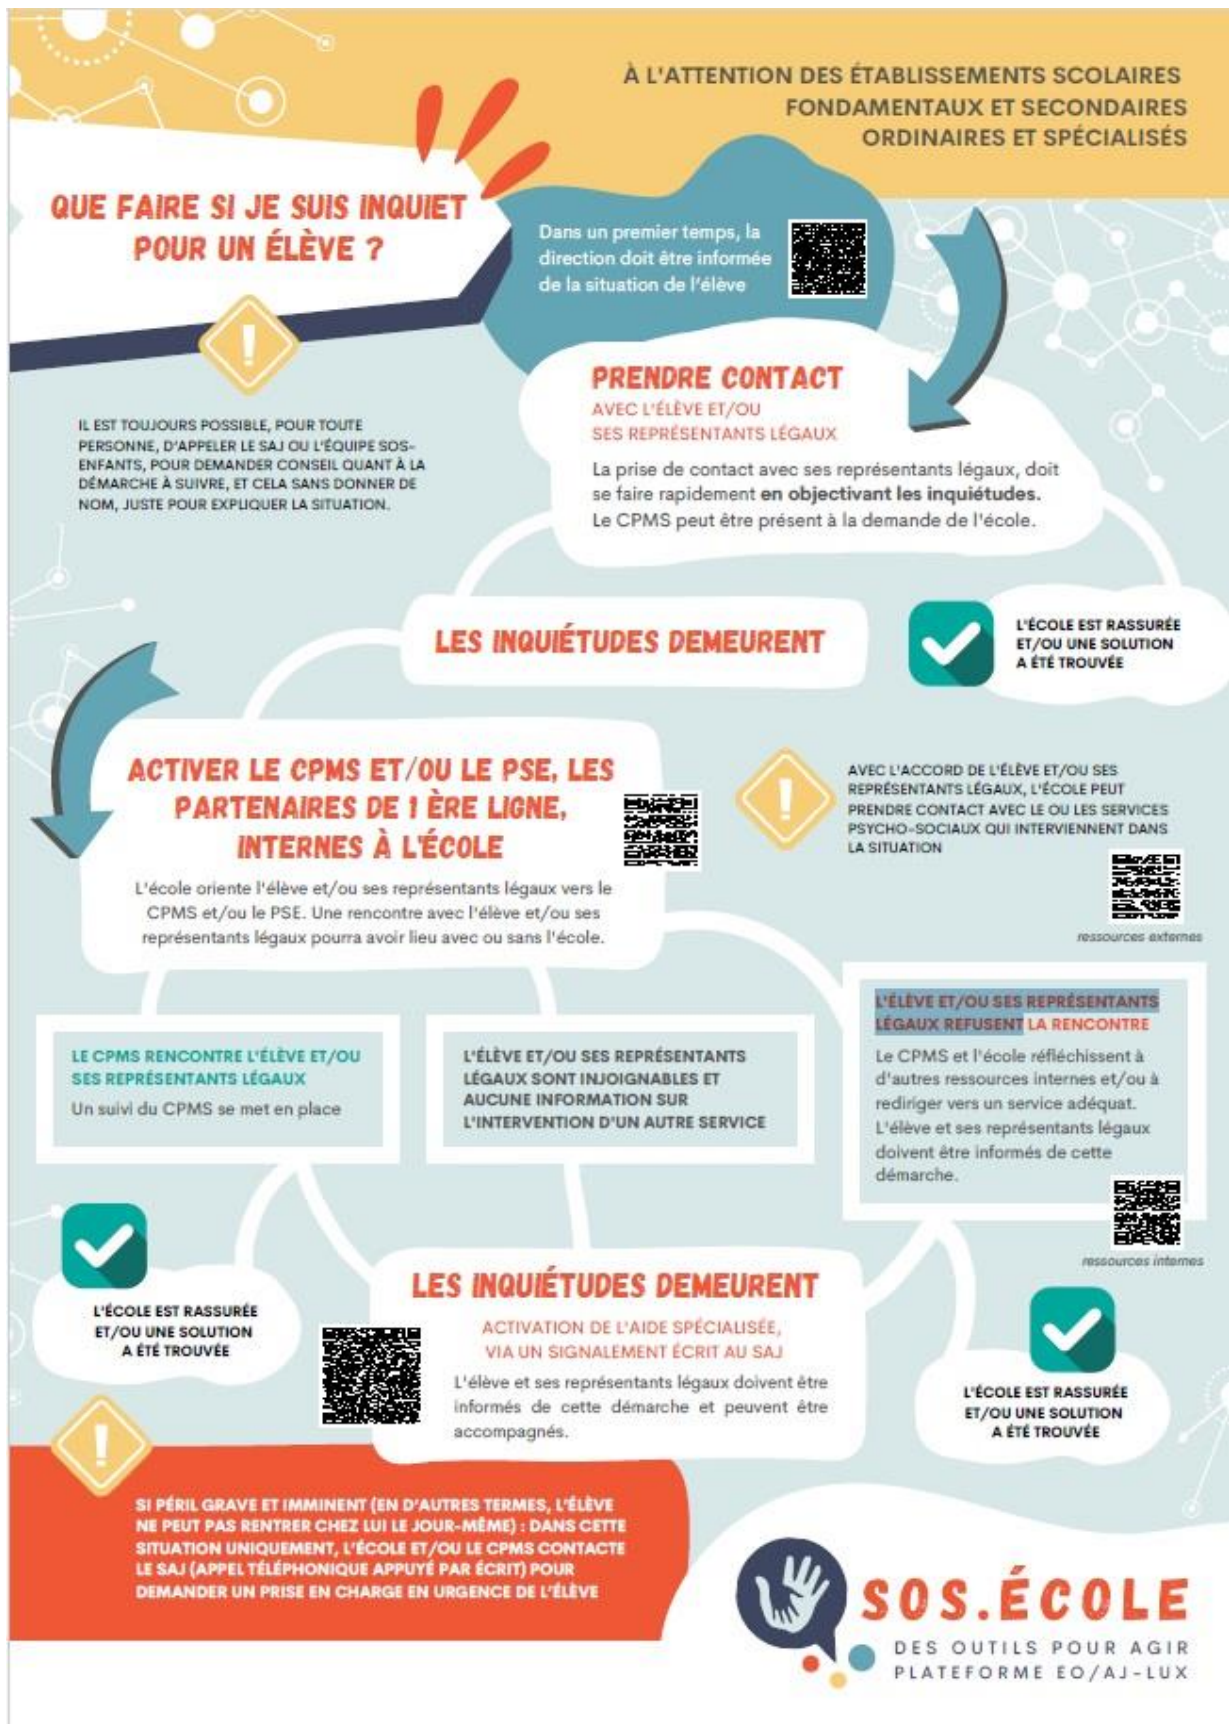 À L'ATTENTION DES ÉTABLISSEMENTS SCOLAIRES
FONDAMENTAUX ET SECONDAIRES
ORDINAIRES ET SPÉCIALISÉS
QUE FAIRE SI JE SUIS INQUIET
POUR UN ÉLÈVE ?
Dans un premier temps, la
direction doit être informée
de la situation de l'élève
!
IL EST TOUJOURS POSSIBLE, POUR TOUTE
PERSONNE, D'APPELER LE SAJ OU L'ÉQUIPE SOS-
ENFANTS, POUR DEMANDER CONSEIL QUANT À LA
DÉMARCHE À SUIVRE, ET CELA SANS DONNER DE
NOM, JUSTE POUR EXPLIQUER LA SITUATION.
PRENDRE CONTACT
AVEC L'ÉLÈVE ET/OU
SES REPRÉSENTANTS LÉGAUX
La prise de contact avec ses représentants légaux, doit
se faire rapidement en objectivant les inquiétudes.
Le CPMS peut être présent à la demande de l'école.
LES INQUIÉTUDES DEMEURENT
L'ÉCOLE EST RASSURÉE
ET/OU UNE SOLUTION
A ÉTÉ TROUVÉE
ACTIVER LE CPMS ET/OU LE PSE, LES
PARTENAIRES DE 1 ÈRE LIGNE,
INTERNES À L'ÉCOLE
L'école oriente l'élève et/ou ses représentants légaux vers le
CPMS et/ou le PSE. Une rencontre avec l'élève et/ou ses
représentants légaux pourra avoir lieu avec ou sans l'école.
!
AVEC L'ACCORD DE L'ÉLÈVE ET/OU SES
REPRÉSENTANTS LÉGAUX, L'ÉCOLE PEUT
PRENDRE CONTACT AVEC LE OU LES SERVICES
PSYCHO-SOCIAUX QUI INTERVIENNENT DANS
LA SITUATION
ressources externes
LE CPMS RENCONTRE L'ÉLÈVE ET/OU
SES REPRÉSENTANTS LÉGAUX
Un suivi du CPMS se met en place
L'ÉLÈVE ET/OU SES REPRÉSENTANTS
LÉGAUX SONT INJOIGNABLES ET
AUCUNE INFORMATION SUR
L'INTERVENTION D'UN AUTRE SERVICE
L'ÉLÈVE ET/OU SES REPRÉSENTANTS
LÉGAUX REFUSENT LA RENCONTRE
Le CPMS et l'école réfléchissent à
d'autres ressources internes et/ou à
rediriger vers un service adéquat.
L'élève et ses représentants légaux
doivent être informés de cette
démarche.
ressources internes
L'ÉCOLE EST RASSURÉE
ET/OU UNE SOLUTION
A ÉTÉ TROUVÉE
LES INQUIÉTUDES DEMEURENT
ACTIVATION DE L'AIDE SPÉCIALISÉE,
VIA UN SIGNALEMENT ÉCRIT AU SAJ
L'élève et ses représentants légaux doivent être
informés de cette démarche et peuvent être
accompagnés.
L'ÉCOLE EST RASSURÉE
ET/OU UNE SOLUTION
A ÉTÉ TROUVÉE
!
SI PÉRIL GRAVE ET IMMINENT (EN D'AUTRES TERMES, L'ÉLÈVE
NE PEUT PAS RENTRER CHEZ LUI LE JOUR-MÊME) : DANS CETTE
SITUATION UNIQUEMENT, L'ÉCOLE ET/OU LE CPMS CONTACTE
LE SAJ (APPEL TÉLÉPHONIQUE APPUYÉ PAR ÉCRIT) POUR
DEMANDER UN PRISE EN CHARGE EN URGENCE DE L'ÉLÈVE
SOS.ÉCOLE
DES OUTILS POUR AGIR
PLATEFORME EO/AJ-LUX